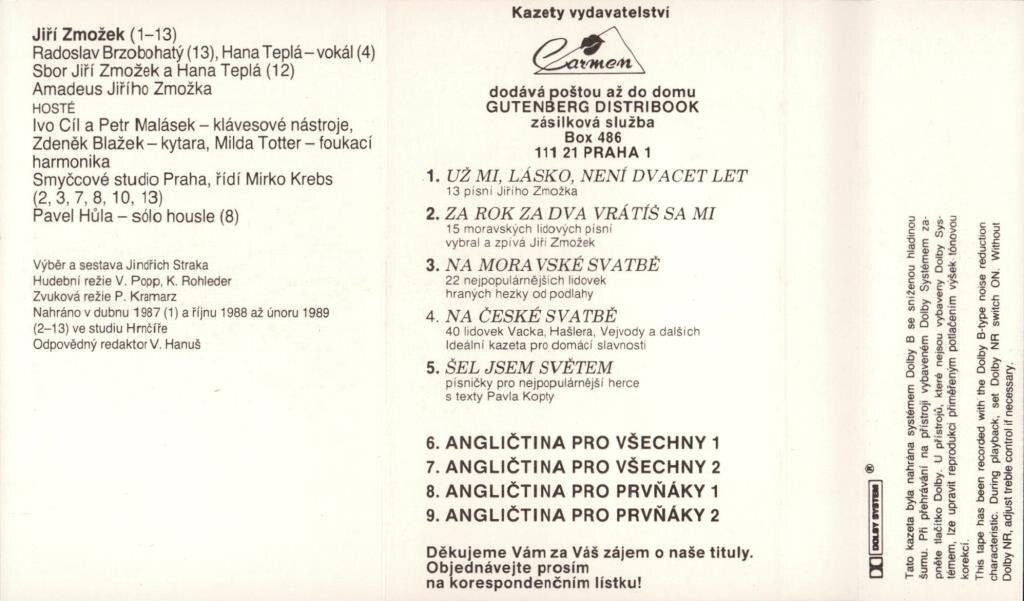 Jiří Zmožek (1–13)
Radoslav Brzobohatý (13), Hana Teplá – vokál (4)
Sbor Jiří Zmožek a Hana Teplá (12)
Amadeus Jiřího Zmožka
HOSTÉ
Ivo Cíl a Petr Malásek – klávesové nástroje,
Zdeněk Blažek – kytara, Milda Totter – foukací
harmonika
Smyčcové studio Praha, řídí Mirko Krebs
(2, 3, 7, 8, 10, 13)
Pavel Hůla – sólo housle (8)
Výběr a sestava Jindřich Straka
Hudební režie V. Popp, K. Rohleder
Zvuková režie P. Kramarz
Nahráno v dubnu 1987 (1) a říjnu 1988 až únoru 1989
(2–13) ve studiu Hrnčíře
Odpovědný redaktor V. Hanuš
Kazety vydavatelství
Carmen
dodává poštou až do domu
GUTENBERG DISTRIBOOK
zásilková služba
Box 486
111 21 PRAHA 1
1. UŽ MI, LÁSKO, NENÍ DVACET LET
13 písní Jiřího Zmožka
2. ZA ROK ZA DVA VRÁTÍŠ SA MI
15 moravských lidových písní
vybral a zpívá Jiří Zmožek
3. NA MORAVSKÉ SVATBĚ
22 nejpopulárnějších lidovek
hraných hezky od podlahy
4. NA ČESKÉ SVATBĚ
40 lidovek Vacka, Hašlera, Vejvody a dalších
Ideální kazeta pro domácí slavnosti
5. ŠEL JSEM SVĚTEM
písničky pro nejpopulárnější herce
s texty Pavla Kopty
6. ANGLIČTINA PRO VŠECHNY 1
7. ANGLIČTINA PRO VŠECHNY 2
8. ANGLIČTINA PRO PRVŇÁKY 1
9. ANGLIČTINA PRO PRVŇÁKY 2
Děkujeme Vám za Váš zájem o naše tituly.
Objednávejte prosím
na korespondenčním lístku!
DOLBY SYSTEM ®
Tato kazeta byla nahrána systémem Dolby B se sníženou hladinou
šumu. Při přehrávání na přístroji vybaveném Dolby Systémem za-
pněte tlačítko Dolby. U přístrojů, které nejsou vybaveny Dolby Sys-
témem, lze upravit reprodukci přiměřeným potlačením výšek tónovou
korekcí.
This tape has been recorded with the Dolby B-type noise reduction
characteristic. During playback, set Dolby NR switch ON. Without
Dolby NR, adjust treble control if necessary.